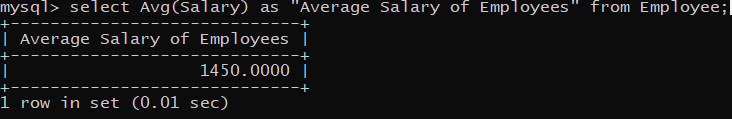 mysql> select Avg(Salary) as "Average Salary of Employees" from Employee;
+-----------------------------+
| Average Salary of Employees |
+-----------------------------+
|                   1450.0000 |
+-----------------------------+
1 row in set (0.01 sec)